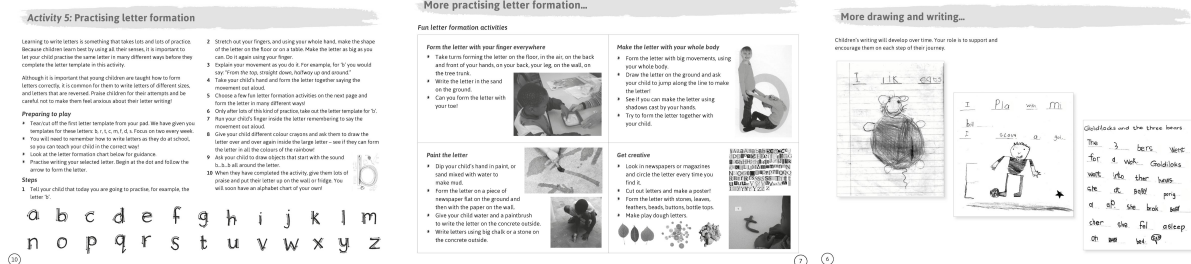 Activity 5: Practising letter formation
Learning to write letters is something that takes lots and lots of practice.
Because children learn best by using all their senses, it is important to
let your child practise the same letter in many different ways before they
complete the letter template in this activity.
Although it is important that young children are taught how to form
letters correctly, it is common for them to write letters of different sizes,
and letters that are reversed. Praise children for their attempts and be
careful not to make them feel anxious about their letter writing!
Preparing to play
* Tear/cut off the first letter template from your pad. We have given you
templates for these letters: b, r, t, c, m, f, d, s. Focus on two every week.
* You will need to remember how to write letters as they do at school,
so you can teach your child in the correct way!
* Look at the letter formation chart below for guidance.
* Practise writing your selected letter. Begin at the dot and follow the
arrow to form the letter.
Steps
1 Tell your child that today you are going to practise, for example, the
letter 'b'.
2 Stretch out your fingers, and using your whole hand, make the shape
of the letter on the floor or on a table. Make the letter as big as you
can. Do it again using your finger.
3 Explain your movement as you do it. For example, for 'b' you would
say: "From the top, straight down, halfway up and around."
4 Take your child's hand and form the letter together saying the
movement out aloud.
5 Choose a few fun letter formation activities on the next page and
form the letter in many different ways!
6 Only after lots of this kind of practice, take out the letter template for 'b'.
7 Run your child's finger inside the letter remembering to say the
movement out aloud.
8 Give your child different colour crayons and ask them to draw the
letter over and over again inside the large letter – see if they can form
the letter in all the colours of the rainbow!
9 Ask your child to draw objects that start with the sound
b...b...b all around the letter.
10 When they have completed the activity, give them lots of
praise and put their letter up on the wall or fridge. You
will soon have an alphabet chart of your own!
a b c d e f g h i j k l m
n o p q r s t u v w x y z
10
More practising letter formation...
Fun letter formation activities
Form the letter with your finger everywhere
* Take turns forming the letter on the floor, in the air, on the back
and front of your hands, on your back, your leg, on the wall, on
the tree trunk.
* Write the letter in the sand
on the ground.
* Can you form the letter with
your toe!
Make the letter with your whole body
* Form the letter with big movements, using
your whole body.
* Draw the letter on the ground and ask
your child to jump along the line to make
the letter!
* See if you can make the letter using
shadows cast by your hands.
* Try to form the letter together with
your child.
Paint the letter
* Dip your child's hand in paint, or
sand mixed with water to
make mud.
* Form the letter on a piece of
newspaper flat on the ground and
then with the paper on the wall.
* Give your child water and a paintbrush
to write the letter on the concrete outside.
* Write letters using big chalk or a stone on
the concrete outside.
Get creative
* Look in newspapers or magazines
and circle the letter every time you
find it.
* Cut out letters and make a poster!
* Form the letter with stones, leaves,
feathers, beads, buttons, bottle tops.
* Make play dough letters.
7
More drawing and writing...
Children's writing will develop over time. Your role is to support and
encourage them on each step of their journey.
I lik eggs
I Pla we m
I score a
Goldilocks and the three bears
The 3 bers went
for a wok Goldiloks
went into ther hows
she
she brok
cher she fel asleep
on bed
6